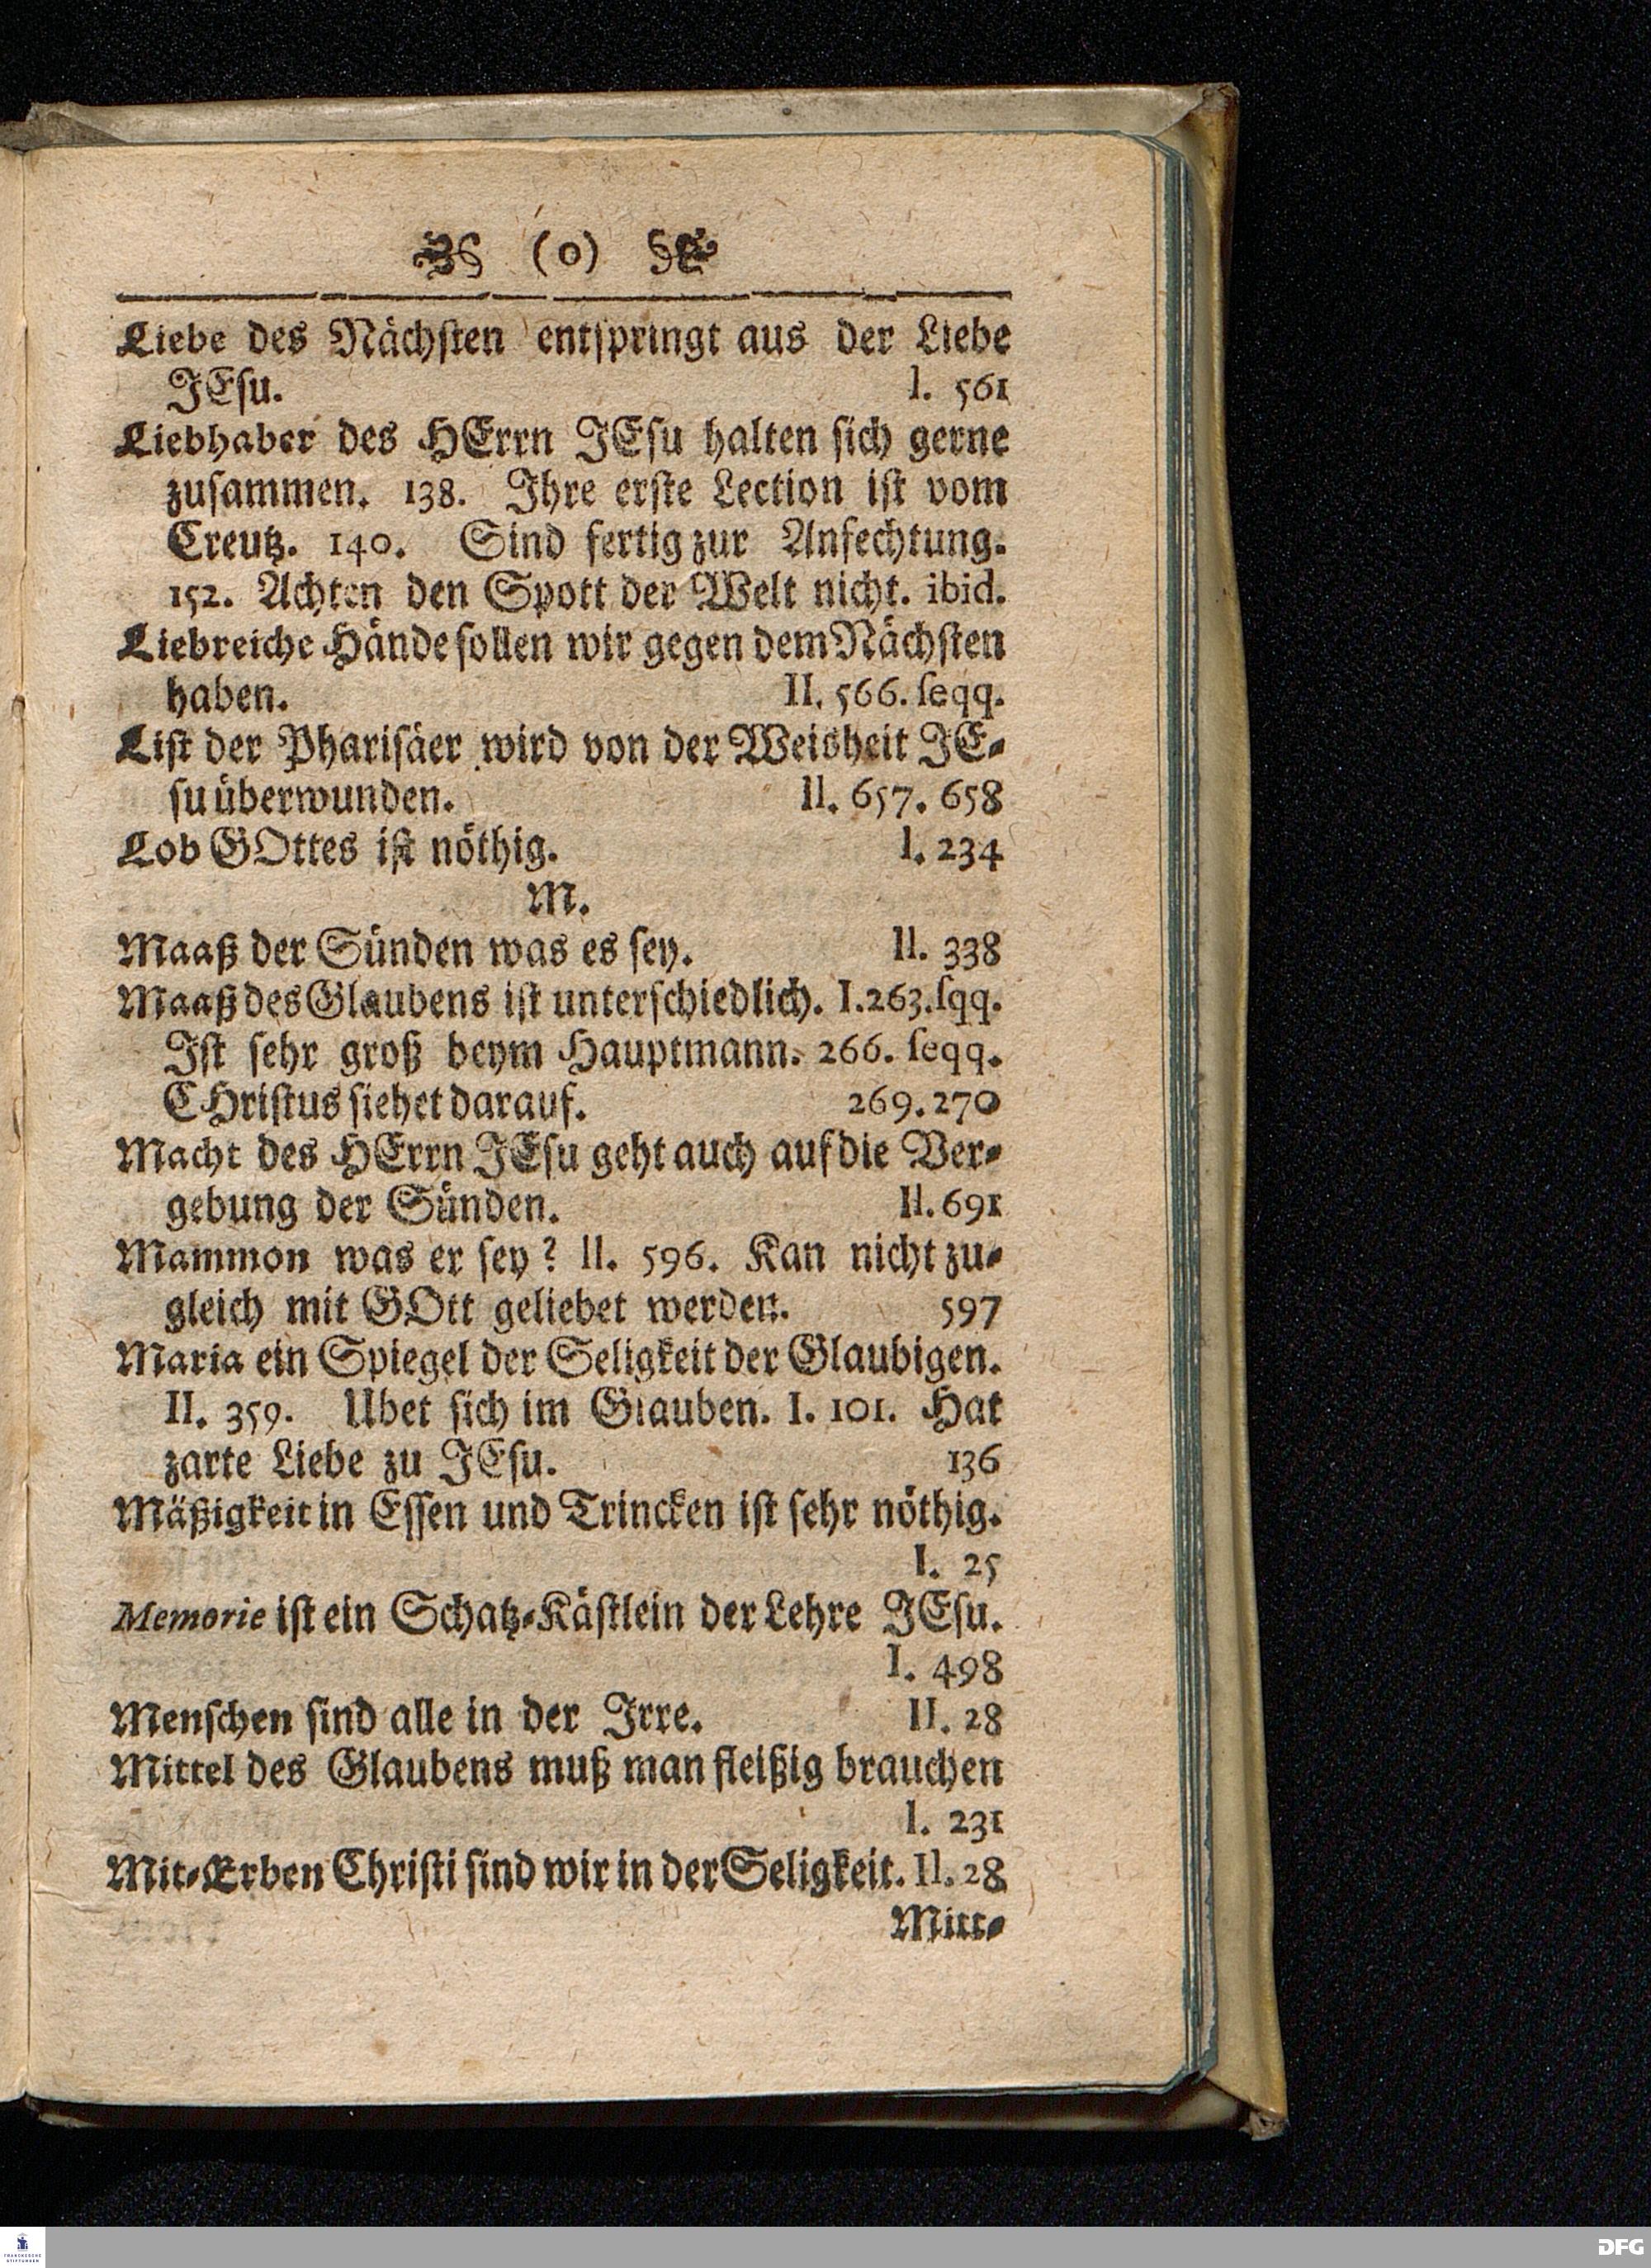 (o)
Liebe des Nächsten entspringt aus der Liebe
JEsu. I. 561
Liebhaber des HErrn JEsu halten sich gerne
zusammen. 138. Ihre erste Lection ist vom
Creutz. 140. Sind fertig zur Anfechtung.
152. Achten den Spott der Welt nicht. ibid.
Liebreiche Hände sollen wir gegen dem Nächsten
haben. II. 566. seqq.
List der Pharisäer wird von der Weisheit JE-
su überwunden. II. 657. 658
Lob GOttes ist nöthig. I. 234
M.
Maaß der Sünden was es sey. II. 338
Maaß des Glaubens ist unterschiedlich. I. 263. sqq.
Ist sehr groß beym Hauptmann. 266. seqq.
CHristus siehet darauf. 269. 270
Macht des HErrn JEsu geht auch auf die Ver-
gebung der Sünden. II. 691
Mammon was er sey? II. 596. Kan nicht zu-
gleich mit GOtt geliebet werden. 597
Maria ein Spiegel der Seligkeit der Glaubigen.
II. 359. Ubet sich im Glauben. I. 101. Hat
zarte Liebe zu JEsu. 136
Mäßigkeit in Essen und Trincken ist sehr nöthig.
I. 25
Memorie ist ein Schatz-Kästlein der Lehre JEsu.
I. 498
Menschen sind alle in der Irre. II. 28
Mittel des Glaubens muß man fleißig brauchen
I. 231
Mit-Erben Christi sind wir in der Seligkeit. II. 28
Mitt-
FRANCKESCHE
STIFTUNGEN
DFG